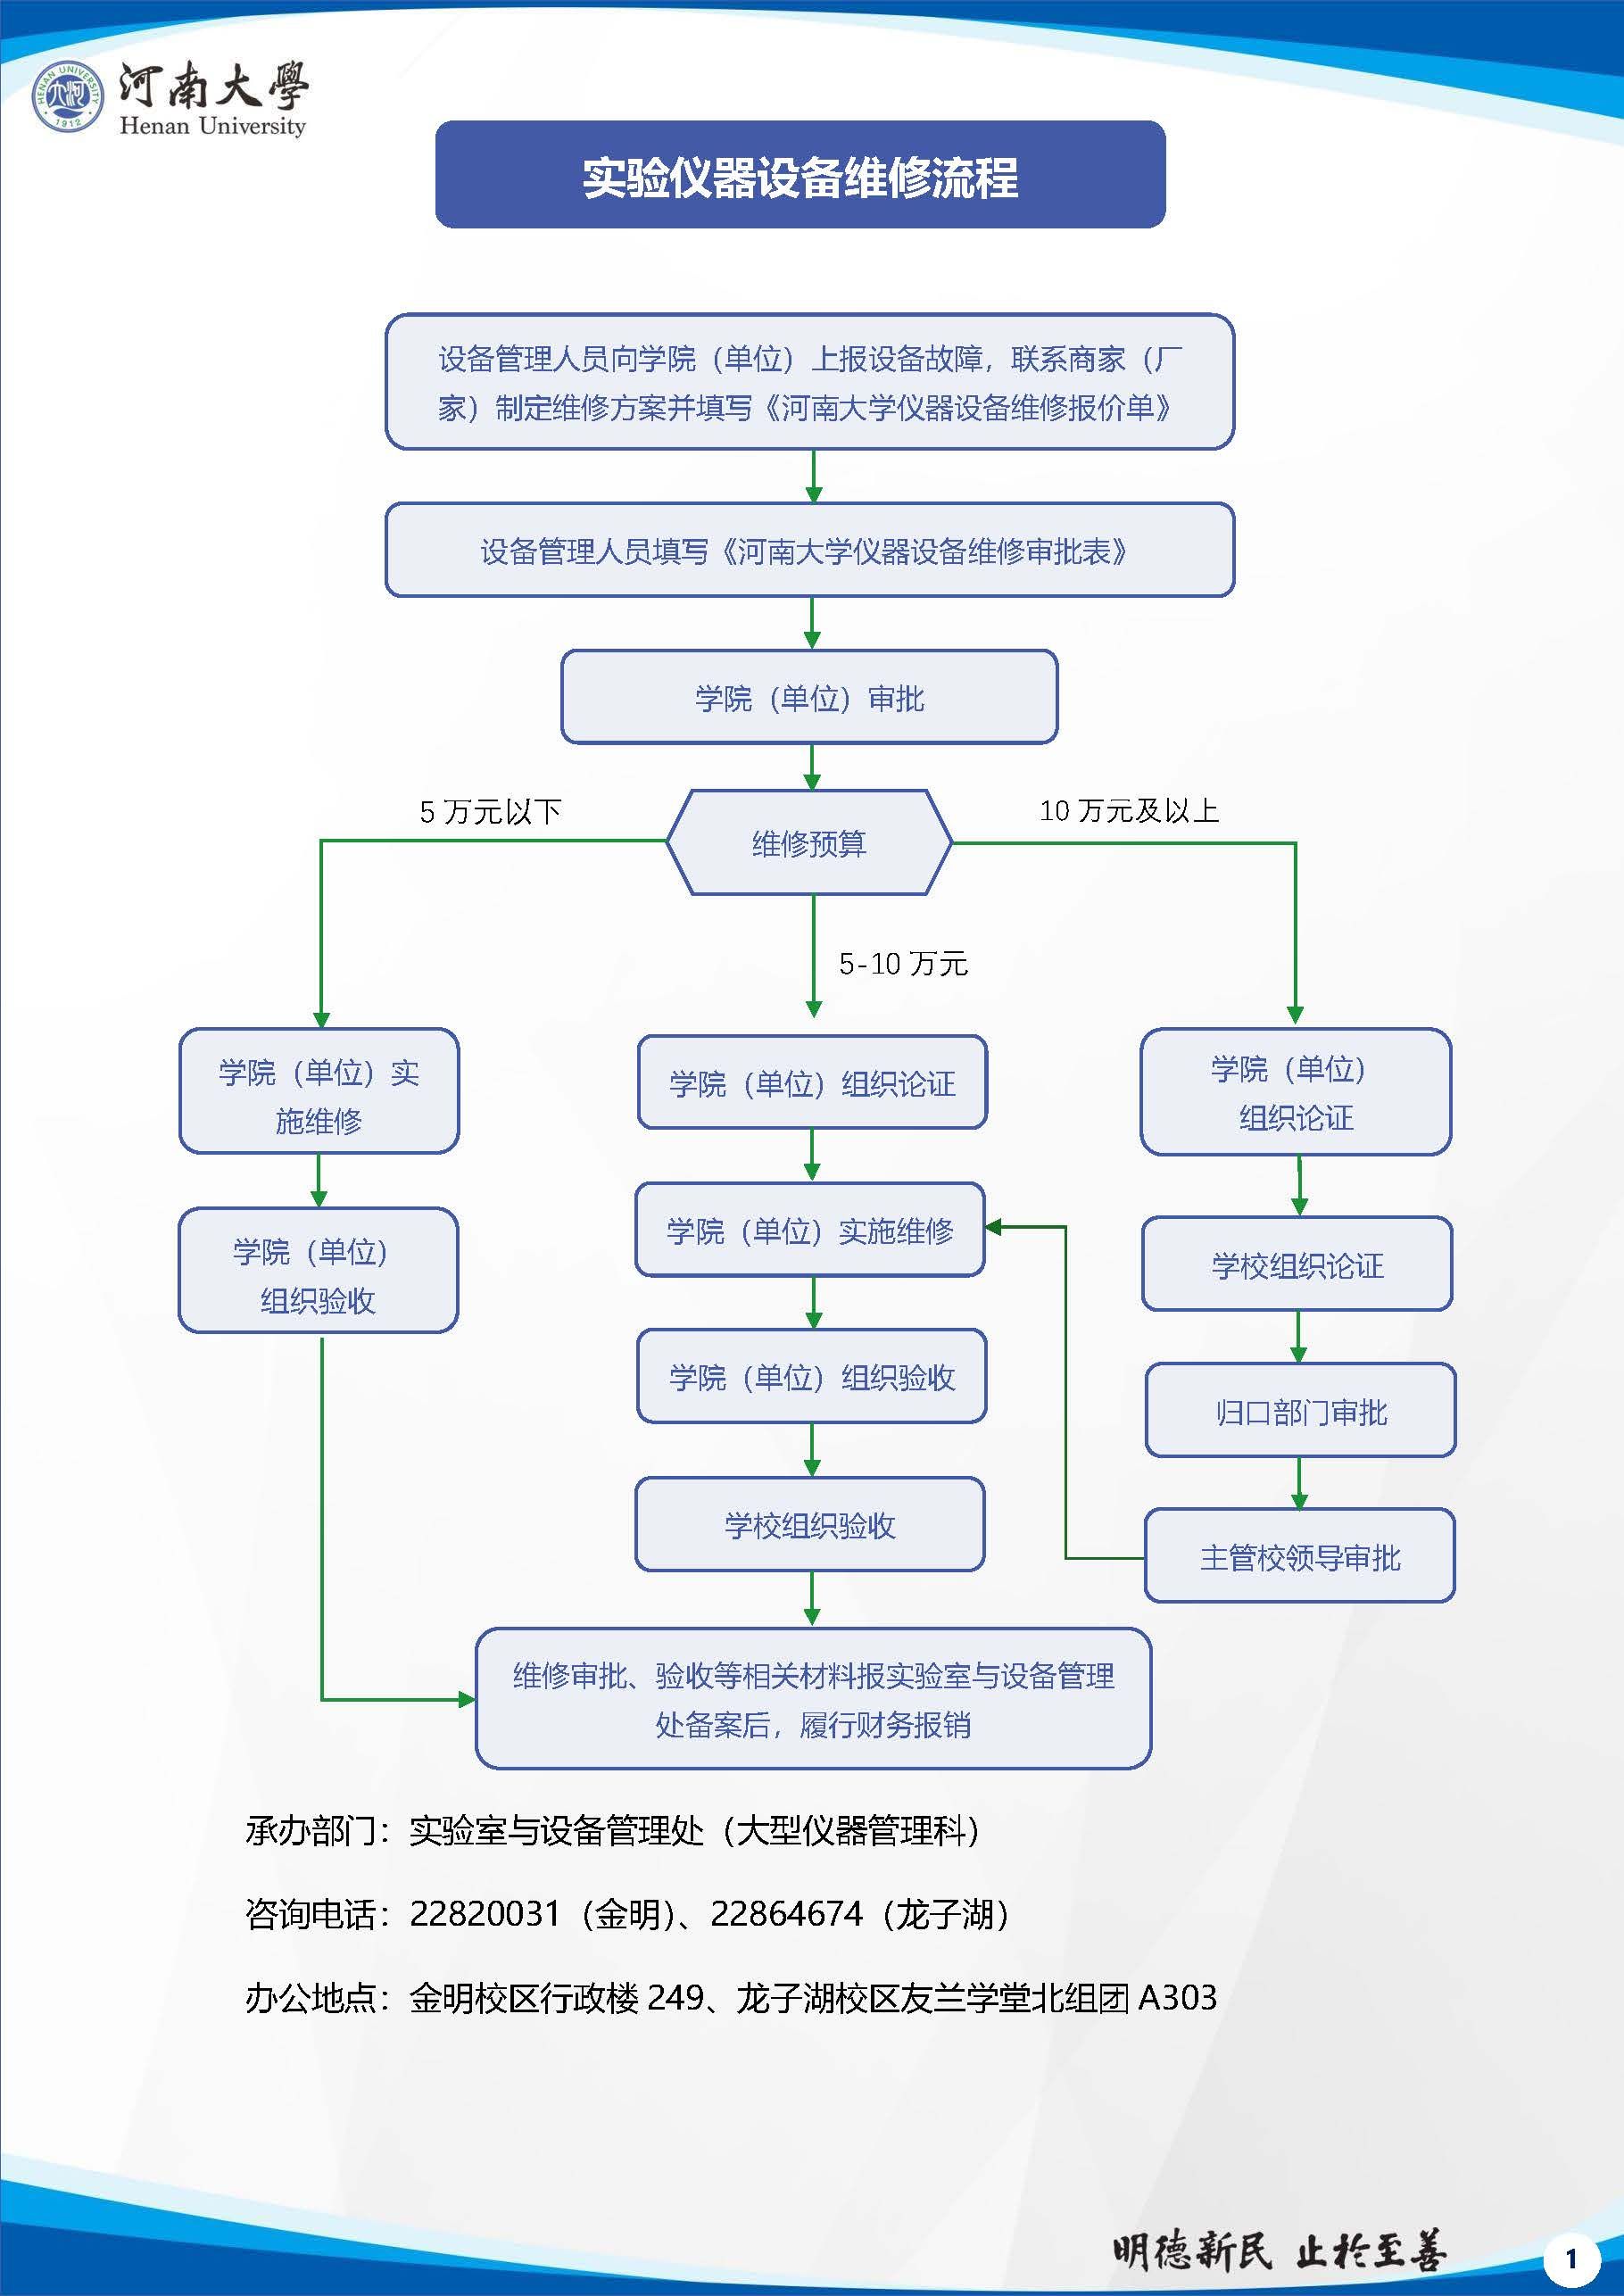 HENAN UNIVERSITY
1912
河南大學
Henan University
实验仪器设备维修流程
设备管理人员向学院（单位）上报设备故障，联系商家（厂
家）制定维修方案并填写《河南大学仪器设备维修报价单》
设备管理人员填写《河南大学仪器设备维修审批表》
学院（单位）审批
5 万元以下
维修预算
10 万元及以上
5-10 万元
学院（单位）实
施维修
学院（单位）
组织验收
学院（单位）组织论证
学院（单位）实施维修
学院（单位）组织验收
学校组织验收
学院（单位）
组织论证
学校组织论证
归口部门审批
主管校领导审批
维修审批、验收等相关材料报实验室与设备管理
处备案后，履行财务报销
承办部门：实验室与设备管理处（大型仪器管理科）
咨询电话：22820031（金明）、22864674（龙子湖）
办公地点：金明校区行政楼 249、龙子湖校区友兰学堂北组团 A303
明德新民 止於至善
1